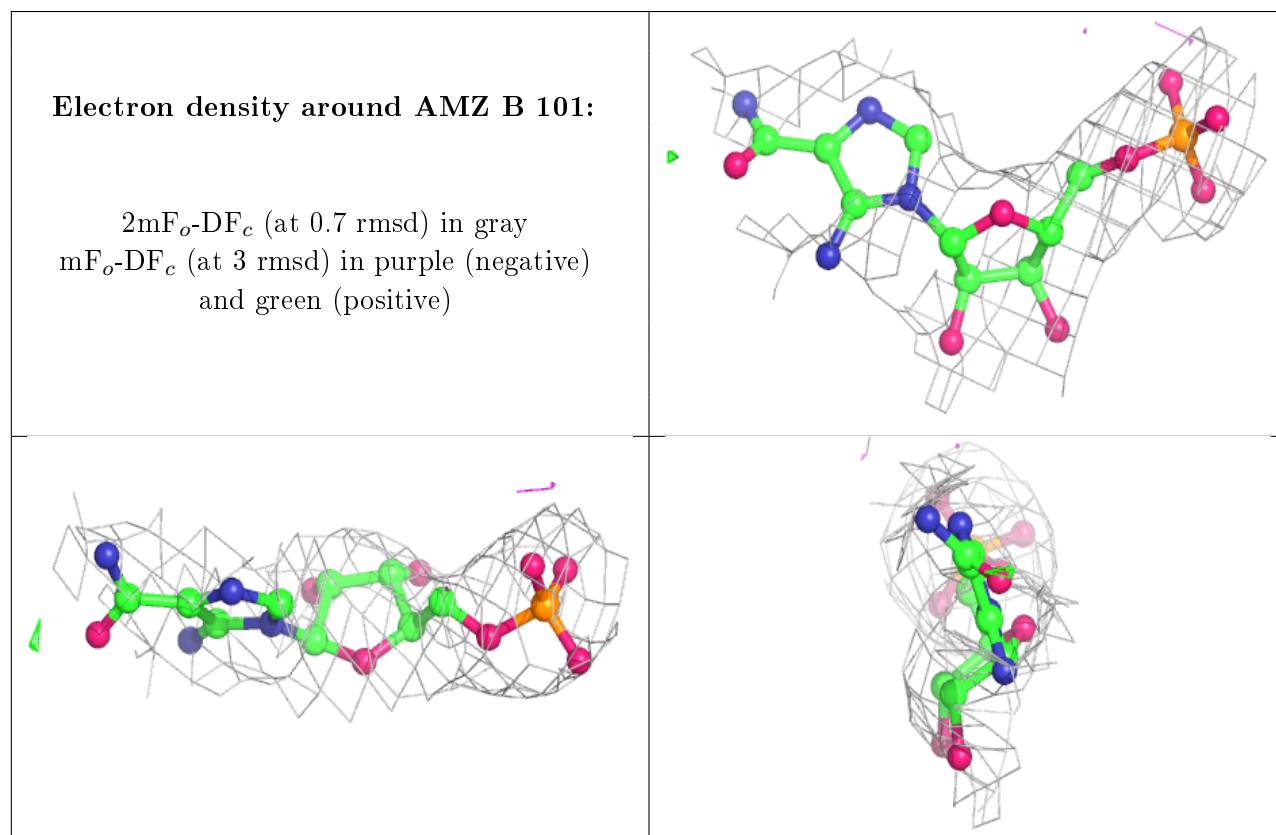 Electron density around AMZ B 101:
2mFₒ-DF𝒸 (at 0.7 rmsd) in gray
mFₒ-DF𝒸 (at 3 rmsd) in purple (negative)
and green (positive)